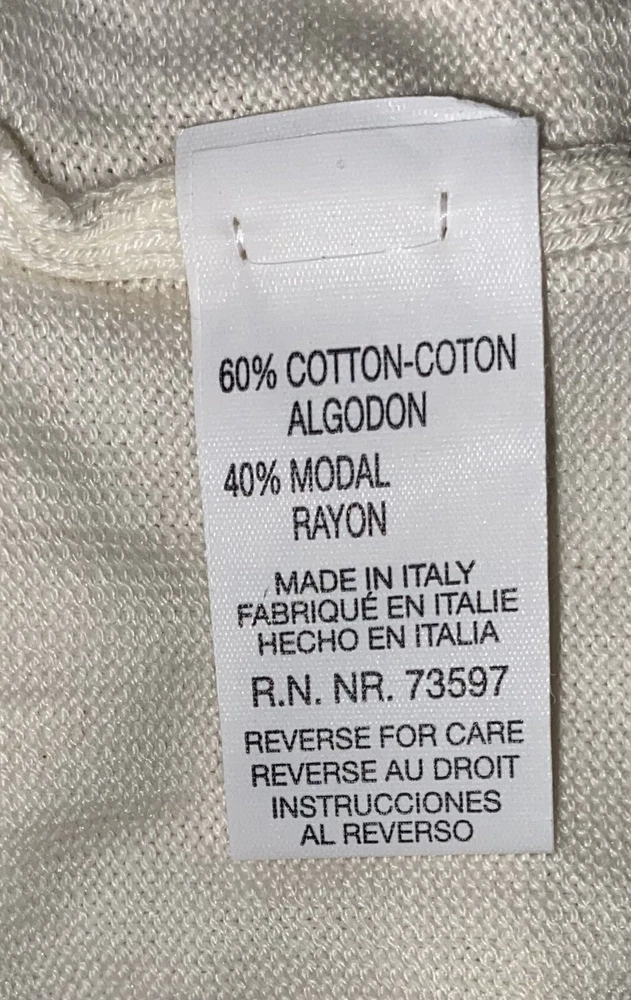 60% COTTON-COTON
ALGODON
40% MODAL
RAYON
MADE IN ITALY
FABRIQUÉ EN ITALIE
HECHO EN ITALIA
R.N. NR. 73597
REVERSE FOR CARE
REVERSE AU DROIT
INSTRUCCIONES
AL REVERSO